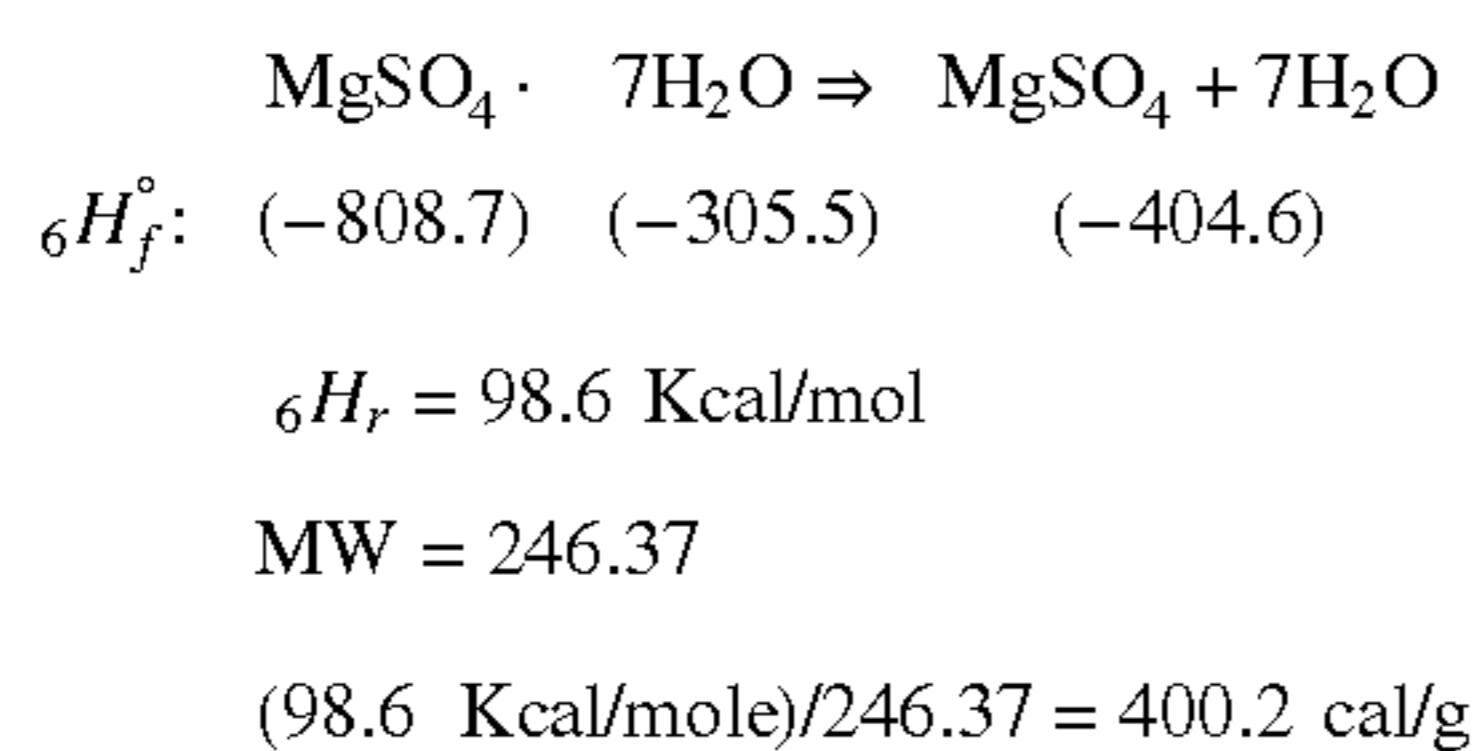 MgSO₄· 7H₂O ⇒ MgSO₄ + 7H₂O
₆H°f: (−808.7) (−305.5) (−404.6)
₆Hᵣ = 98.6 Kcal/mol
MW = 246.37
(98.6 Kcal/mole)/246.37 = 400.2 cal/g